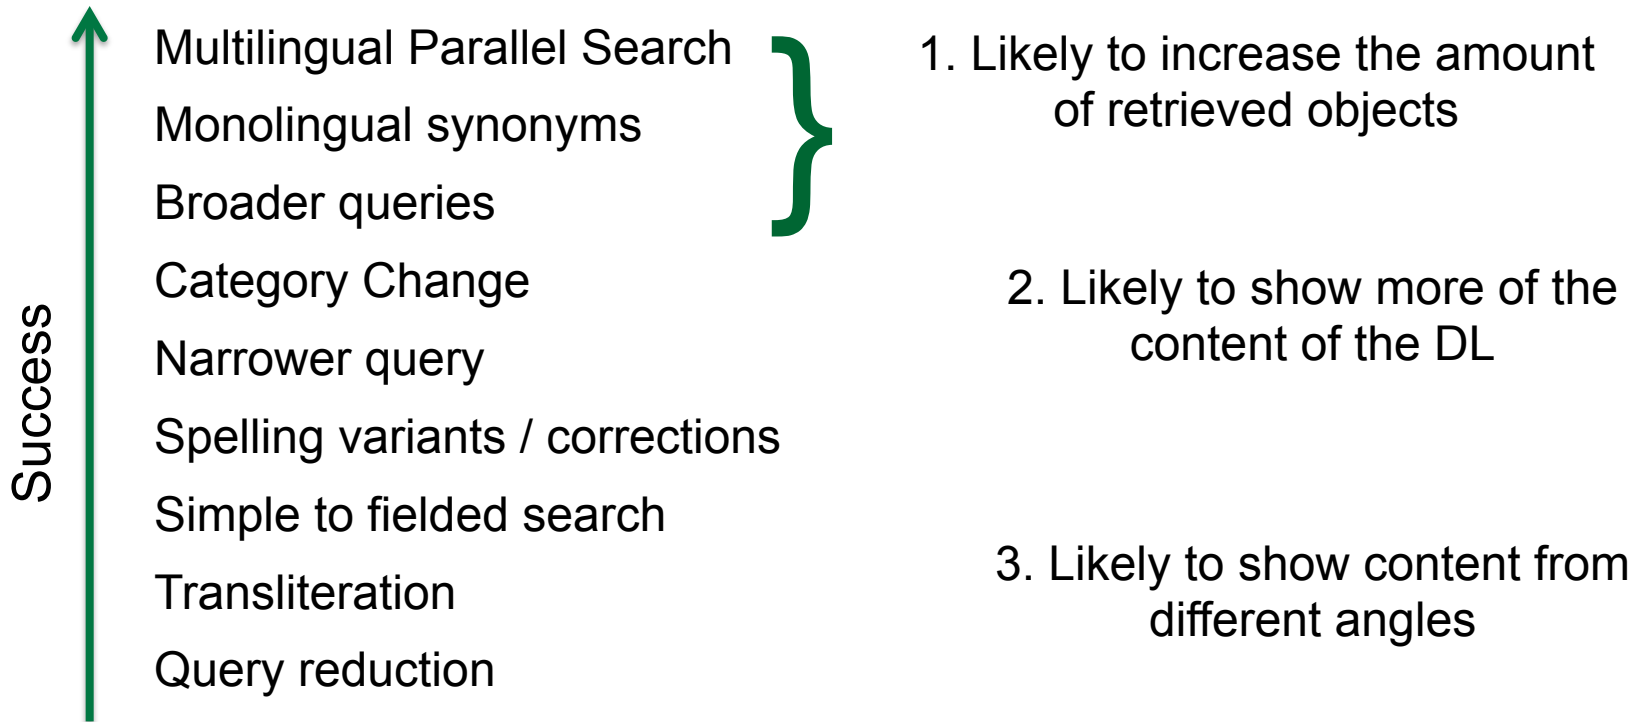 Success
Multilingual Parallel Search
Monolingual synonyms
Broader queries
Category Change
Narrower query
Spelling variants / corrections
Simple to fielded search
Transliteration
Query reduction
}
1. Likely to increase the amount
of retrieved objects
2. Likely to show more of the
content of the DL
3. Likely to show content from
different angles